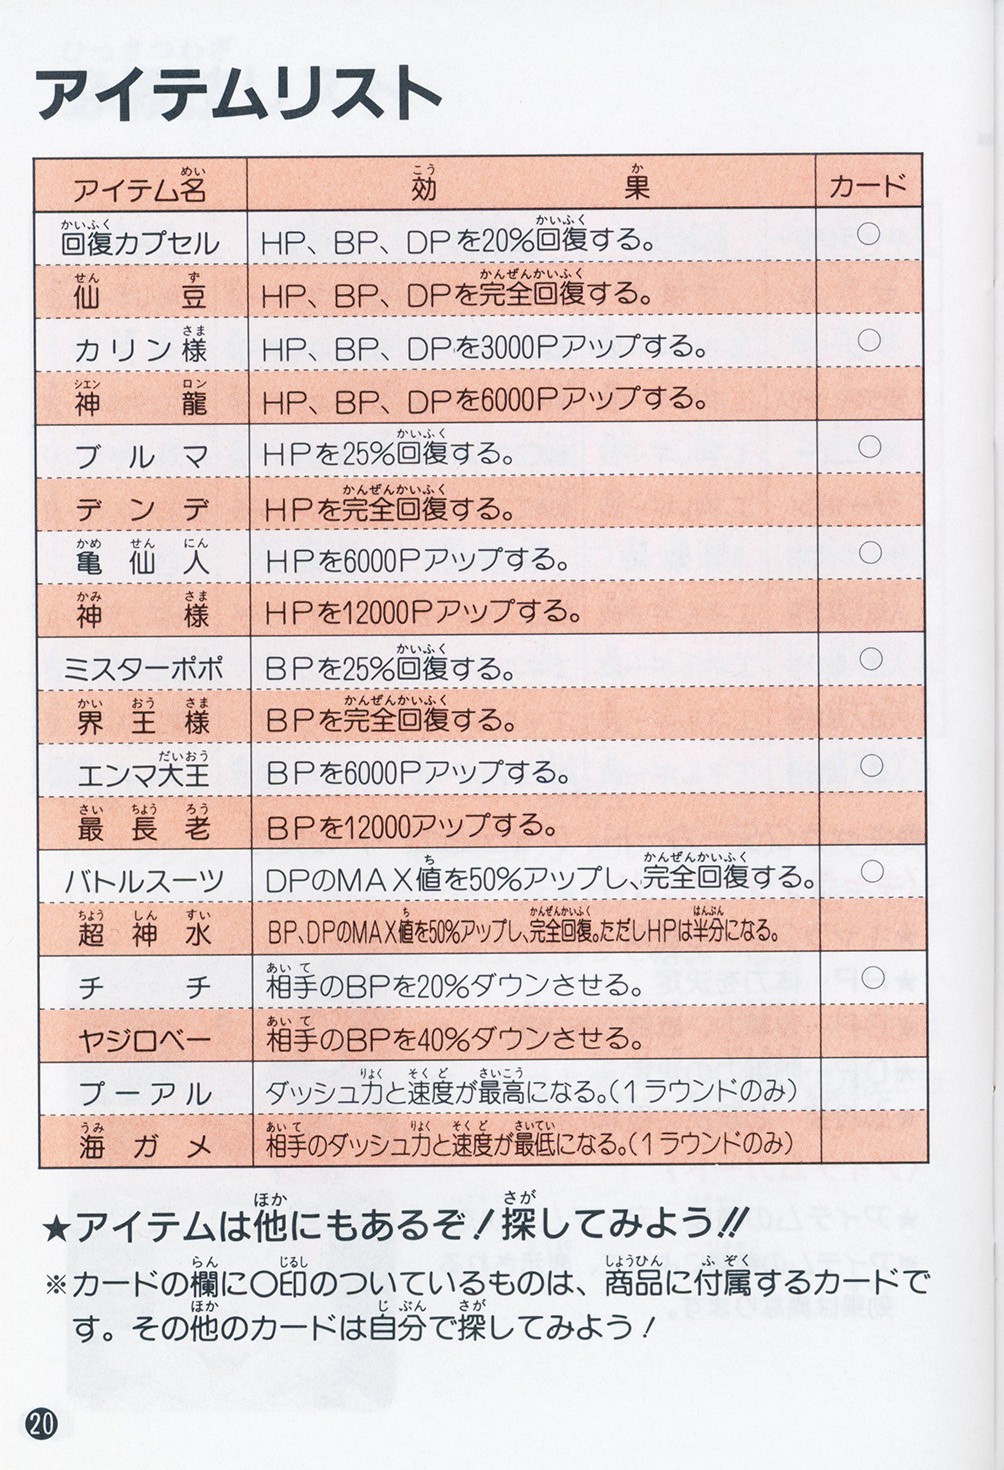 アイテムリスト
アイテム名 効果 カード
回復カプセル HP、BP、DPを20%回復する。 ○
仙豆 HP、BP、DPを完全回復する。
カリン様 HP、BP、DPを3000Pアップする。 ○
神龍 HP、BP、DPを6000Pアップする。
ブルマ HPを25%回復する。 ○
デンデ HPを完全回復する。
亀仙人 HPを6000Pアップする。 ○
神様 HPを12000Pアップする。
ミスターポポ BPを25%回復する。 ○
界王様 BPを完全回復する。
エンマ大王 BPを6000Pアップする。 ○
最長老 BPを12000アップする。
バトルスーツ DPのMAX値を50%アップし、完全回復する。 ○
超神水 BP、DPのMAX値を50%アップし、完全回復。ただしHPは半分になる。
チチ 相手のBPを20%ダウンさせる。 ○
ヤジロベー 相手のBPを40%ダウンさせる。
プーアル ダッシュ力と速度が最高になる。(1ラウンドのみ)
海ガメ 相手のダッシュ力と速度が最低になる。(1ラウンドのみ)
★アイテムは他にもあるぞ!探してみよう!!
※カードの欄に○印のついているものは、商品に付属するカードで
す。その他のカードは自分で探してみよう!
20